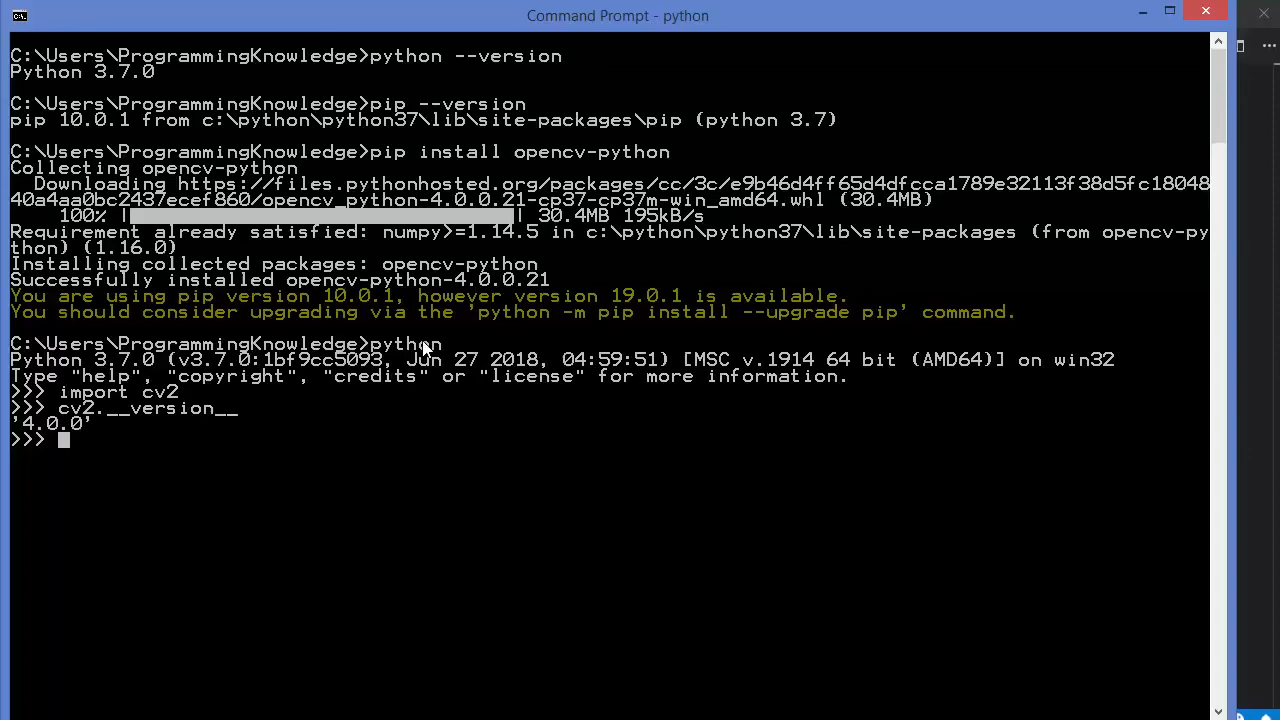 Command Prompt - python
C:\Users\ProgrammingKnowledge>python --version
Python 3.7.0
C:\Users\ProgrammingKnowledge>pip --version
pip 10.0.1 from c:\python\python37\lib\site-packages\pip (python 3.7)
C:\Users\ProgrammingKnowledge>pip install opencv-python
Collecting opencv-python
  Downloading https://files.pythonhosted.org/packages/cc/3c/e9b46d4ff65d4dfcca1789e32113f38d5fc18048
40a4aa0bc2437ecef860/opencv_python-4.0.0.21-cp37-cp37m-win_amd64.whl (30.4MB)
    100% | | 30.4MB 195kB/s
Requirement already satisfied: numpy>=1.14.5 in c:\python\python37\lib\site-packages (from opencv-py
thon) (1.16.0)
Installing collected packages: opencv-python
Successfully installed opencv-python-4.0.0.21
You are using pip version 10.0.1, however version 19.0.1 is available.
You should consider upgrading via the 'python -m pip install --upgrade pip' command.
C:\Users\ProgrammingKnowledge>python
Python 3.7.0 (v3.7.0:1bf9cc5093, Jun 27 2018, 04:59:51) [MSC v.1914 64 bit (AMD64)] on win32
Type "help", "copyright", "credits" or "license" for more information.
>>> import cv2
>>> cv2.__version__
'4.0.0'
>>>